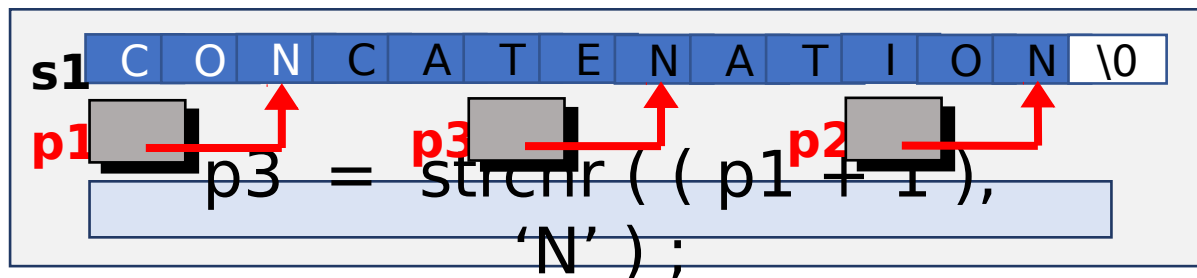 s1 C O N C A T E N A T I O N \0
p1 p3 p2
p3 = strchr ( ( p1 + 1 ),
‘N’ ) ;